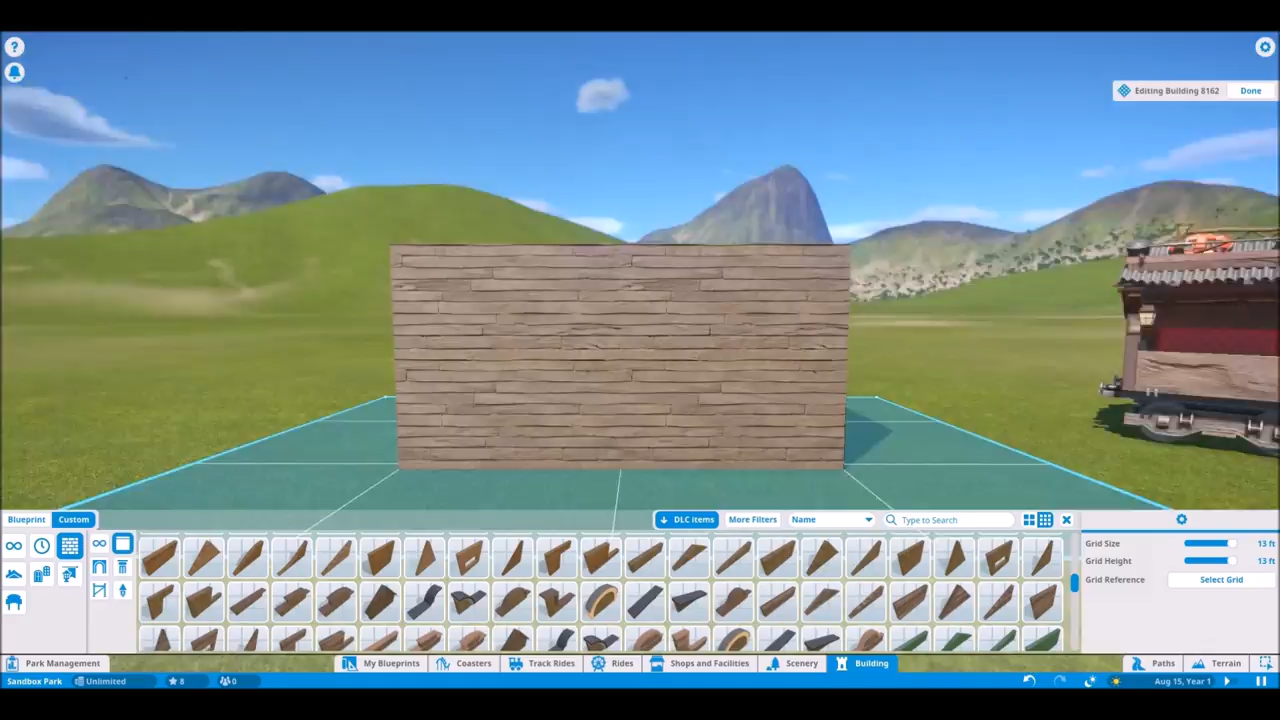 ?
Editing Building 8162 Done
Blueprint Custom DLC items More Filters Name Type to Search
Grid Size 13 ft
Grid Height 13 ft
Grid Reference Select Grid
Park Management My Blueprints Coasters Track Rides Rides Shops and Facilities Scenery Building Paths Terrain
Sandbox Park Unlimited 8 0 Aug 15, Year 1